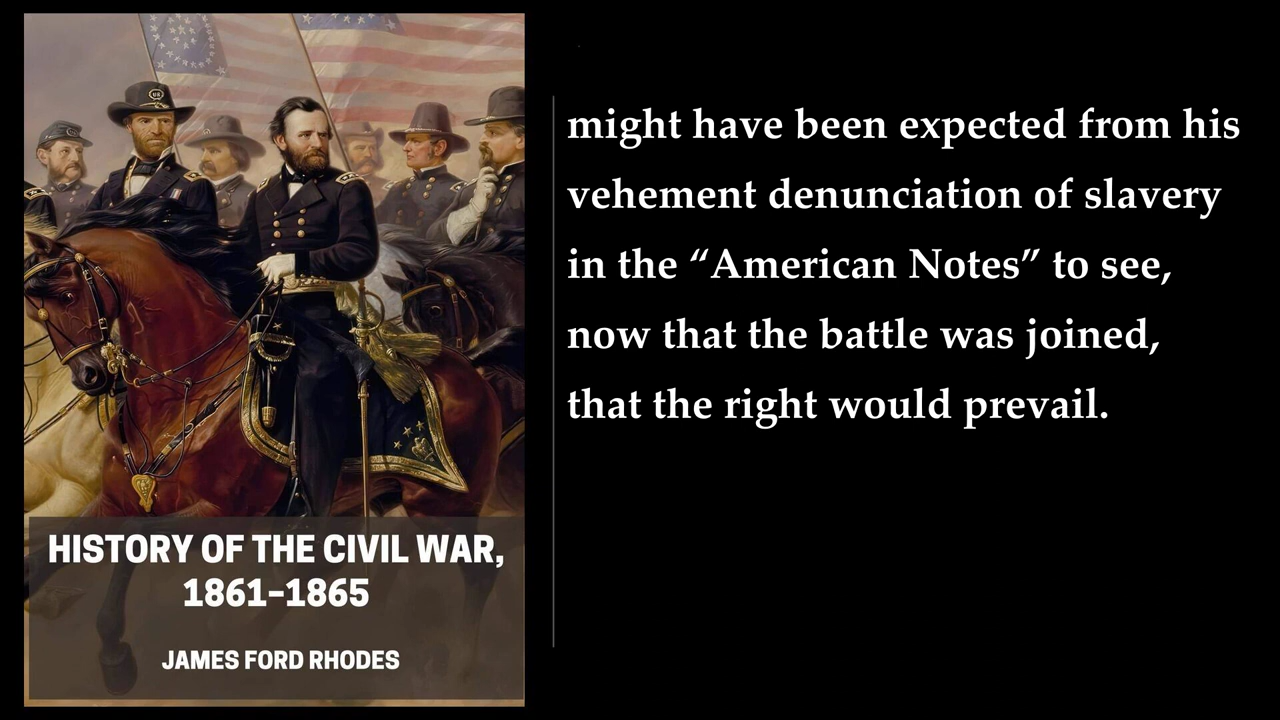 HISTORY OF THE CIVIL WAR,
1861–1865
JAMES FORD RHODES
might have been expected from his
vehement denunciation of slavery
in the “American Notes” to see,
now that the battle was joined,
that the right would prevail.